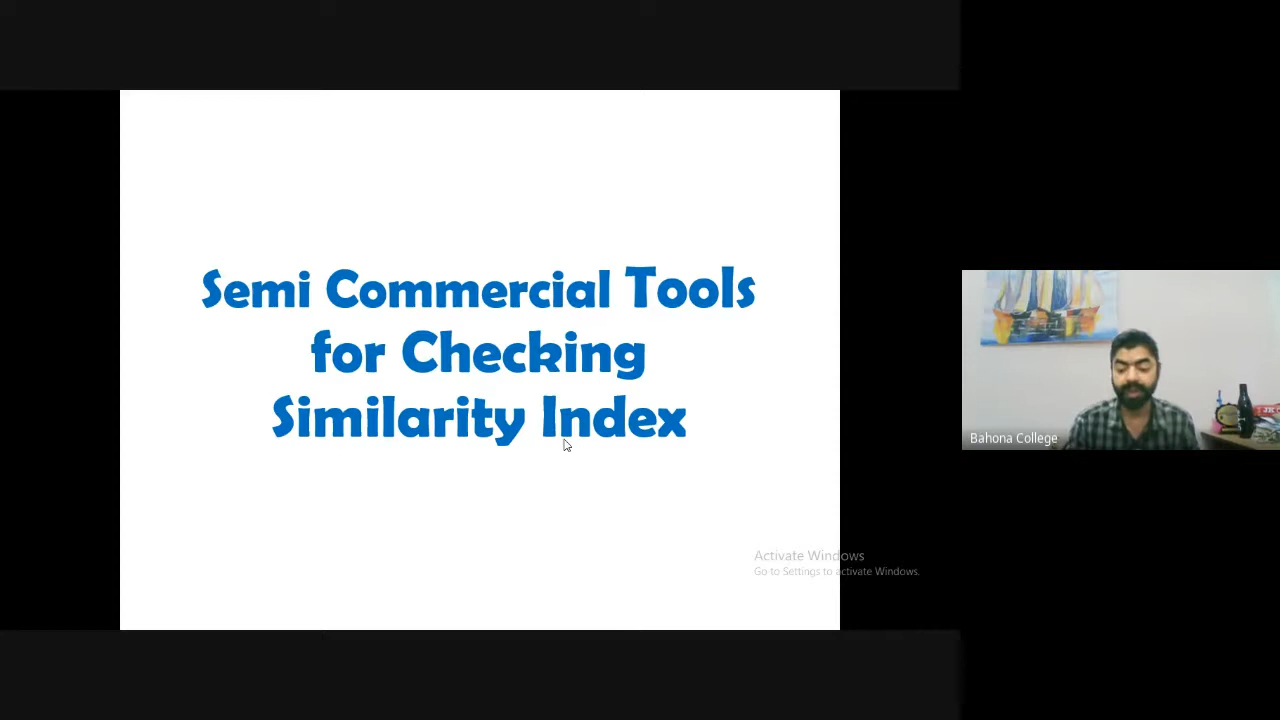 Semi Commercial Tools
for Checking
Similarity Index
Bahona College
Activate Windows
Go to Settings to activate Windows.